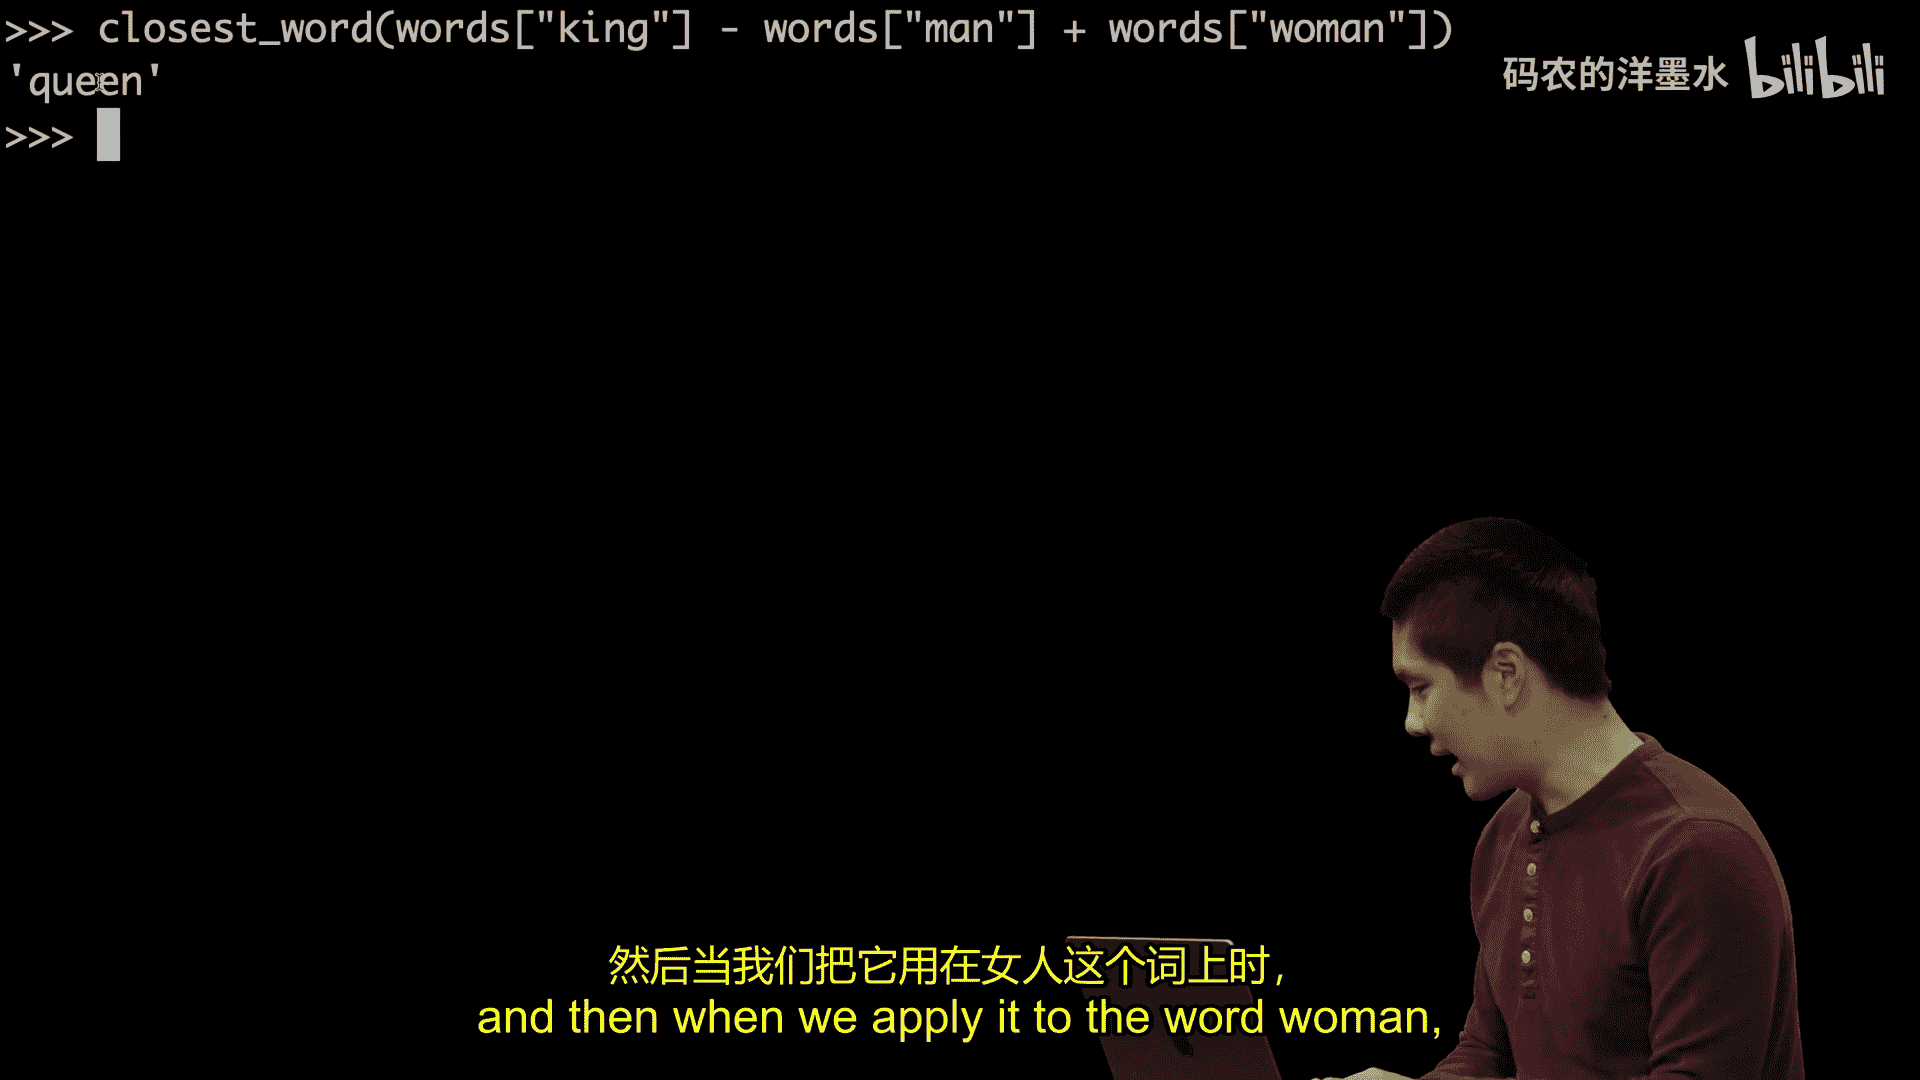 >>> closest_word(words["king"] - words["man"] + words["woman"])
'queen'
>>>
码农的洋墨水 bilibili
然后当我们把它用在女人这个词上时，
and then when we apply it to the word woman,